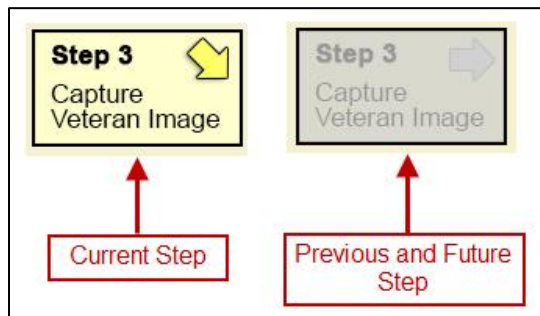 Step 3
Capture
Veteran Image
Step 3
Capture
Veteran Image
Current Step
Previous and Future
Step